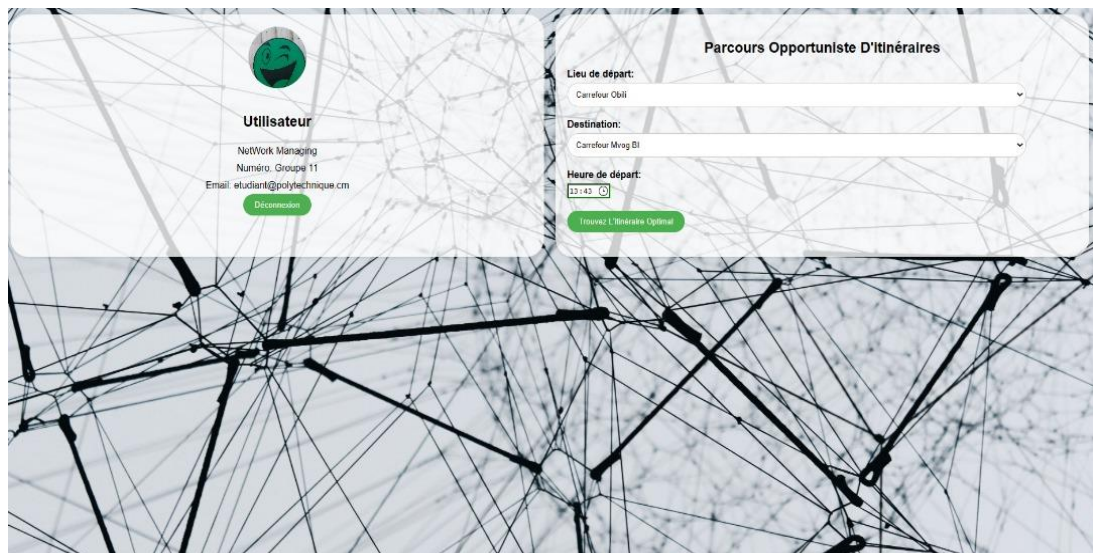 Utilisateur
NetWork Managing
Numéro: Groupe 11
Email: etudiant@polytechnique.cm
Déconnexion
Parcours Opportuniste D'Itinéraires
Lieu de départ:
Carrefour Obili
Destination:
Carrefour Mvog BI
Heure de départ:
13:43
Trouvez L'Itinéraire Optimal